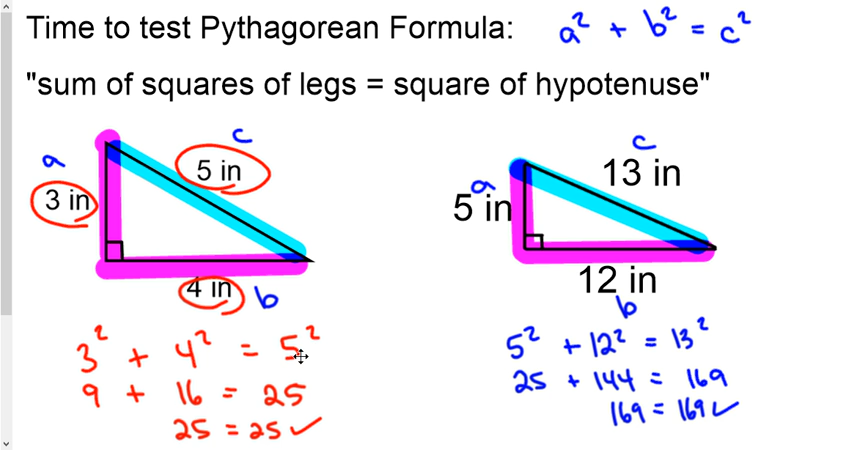 Time to test Pythagorean Formula: a² + b² = c²
"sum of squares of legs = square of hypotenuse"
a
c
5 in
3 in
4 in
b
3² + 4² = 5²
9 + 16 = 25
25 = 25 ✓
c
13 in
a
5 in
12 in
b
5² + 12² = 13²
25 + 144 = 169
169 = 169 ✓